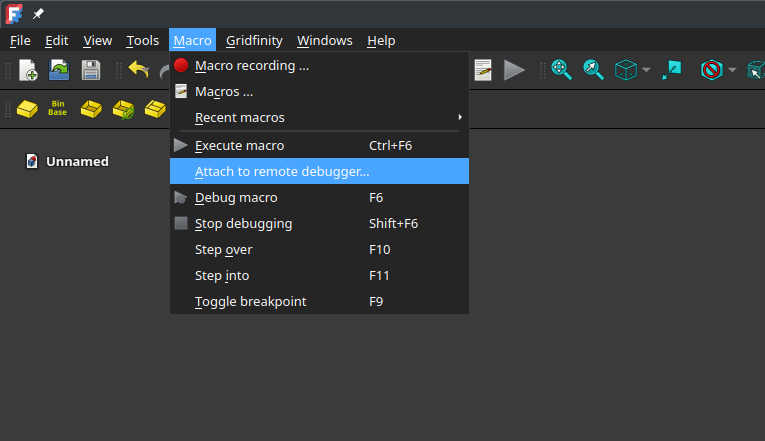 File Edit View Tools Macro Gridfinity Windows Help
Macro recording ...
Macros ...
Bin
Base
Recent macros
Execute macro Ctrl+F6
Unnamed
Attach to remote debugger...
Debug macro F6
Stop debugging Shift+F6
Step over F10
Step into F11
Toggle breakpoint F9